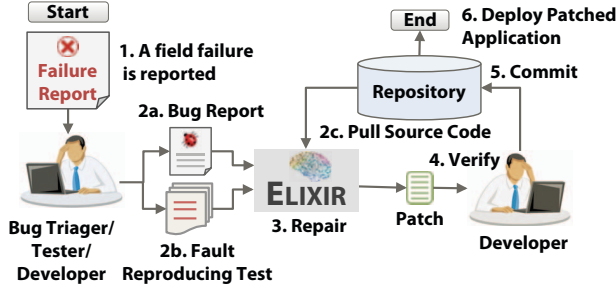 Start
Failure
Report
1. A field failure
is reported
2a. Bug Report
Bug Triager/
Tester/
Developer
2b. Fault
Reproducing Test
ELIXIR
3. Repair
2c. Pull Source Code
Repository
End
6. Deploy Patched
Application
5. Commit
4. Verify
Patch
Developer